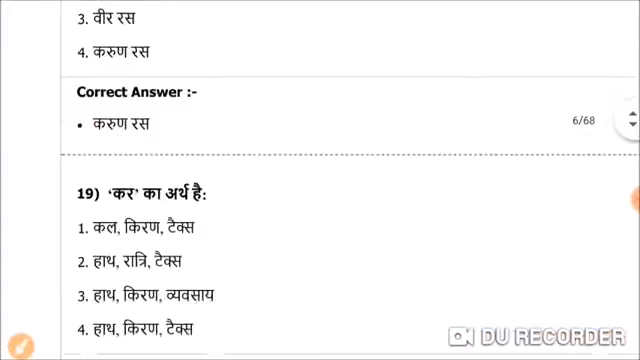 3. वीर रस
4. करुण रस
Correct Answer :-
• करुण रस
6/68
19) ‘कर’ का अर्थ है:
1. कल, किरण, टैक्स
2. हाथ, रात्रि, टैक्स
3. हाथ, किरण, व्यवसाय
4. हाथ, किरण, टैक्स
DU RECORDER